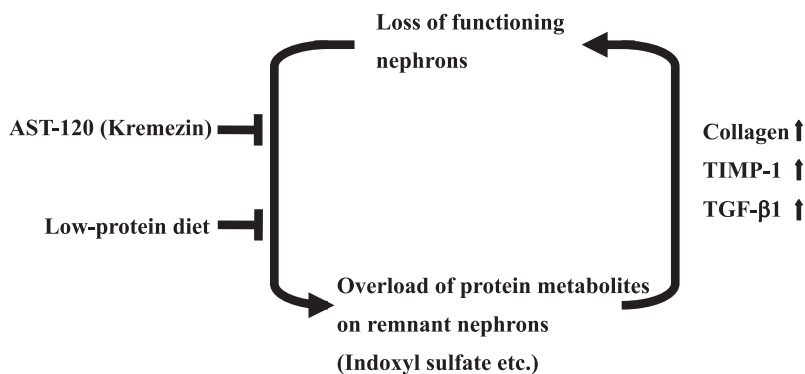 Loss of functioning
nephrons
AST-120 (Kremezin)
Low-protein diet
Collagen ⬆
TIMP-1 ⬆
TGF-β1 ⬆
Overload of protein metabolites
on remnant nephrons
(Indoxyl sulfate etc.)